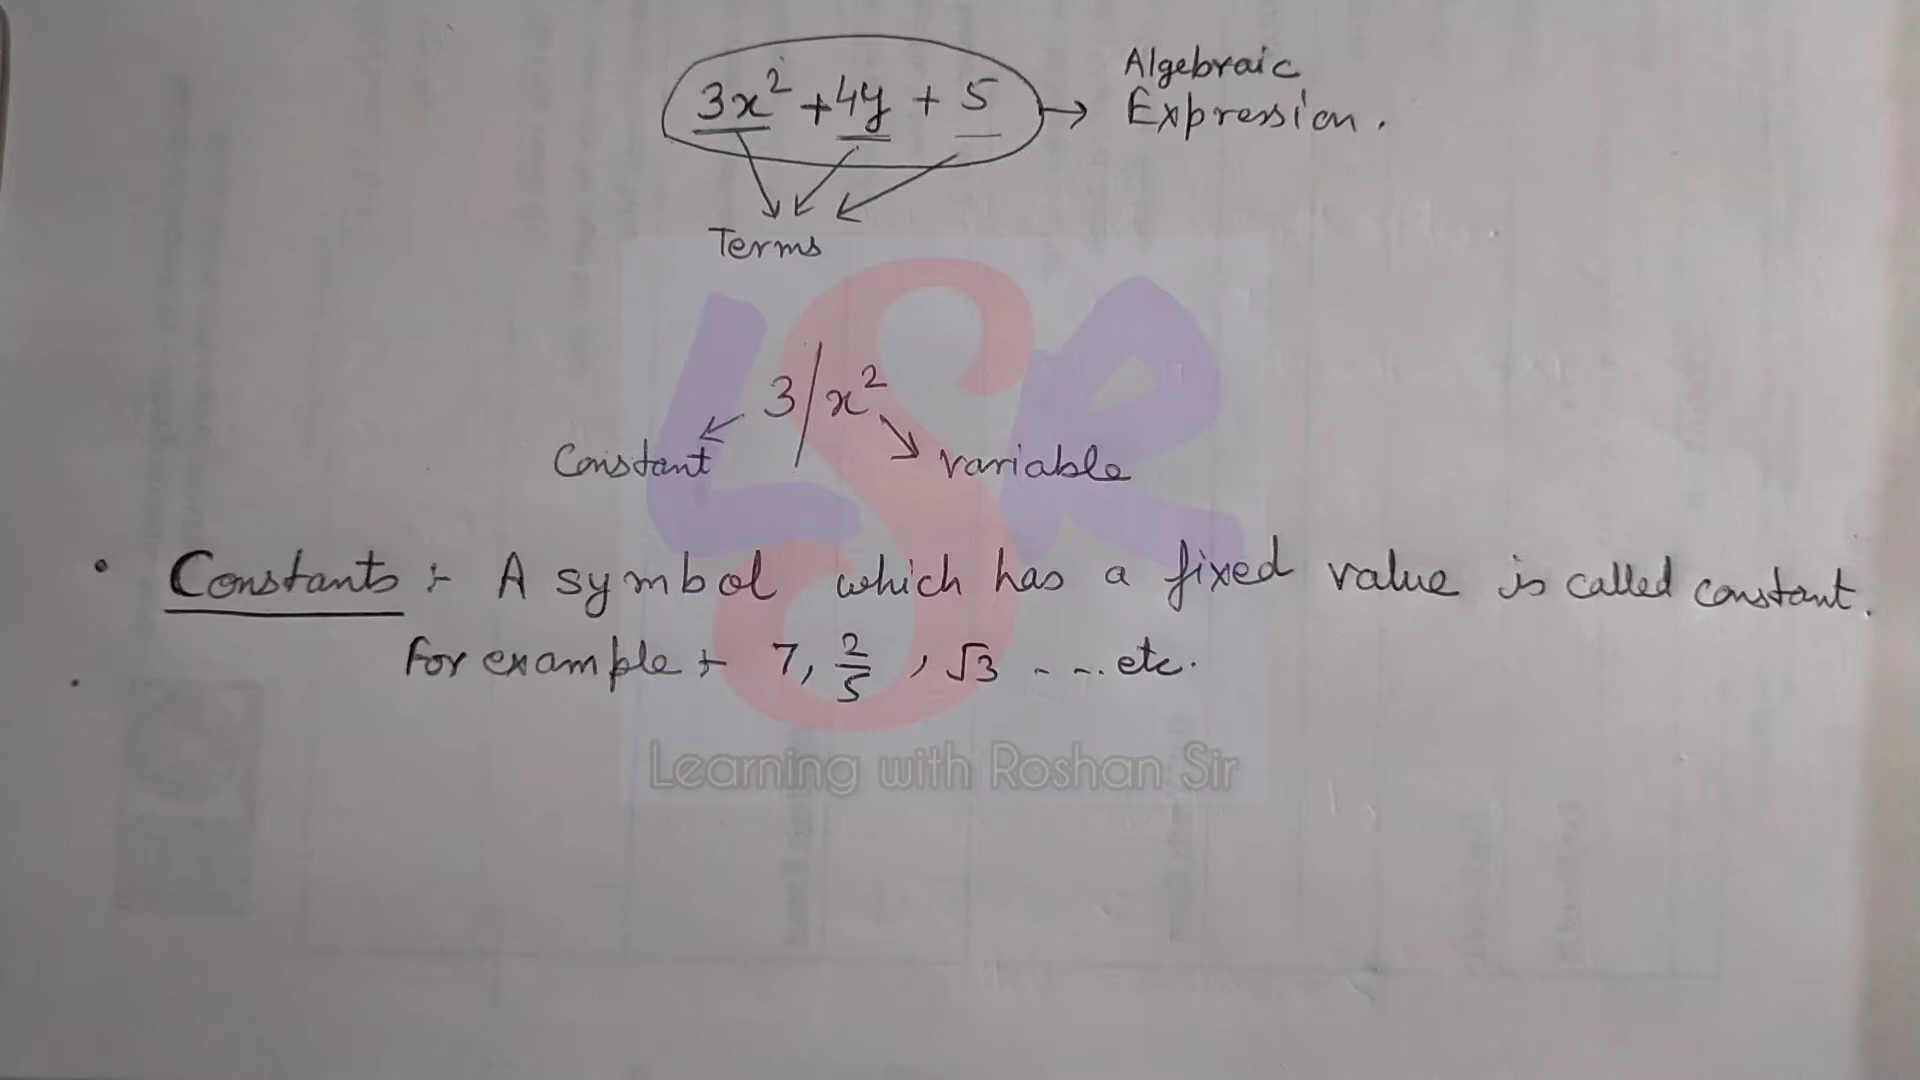 3x² + 4y + 5 → Algebraic
Expression.
Terms
3/x²
Constant
variable
• Constants :- A symbol which has a fixed value is called constant.
For example :- 7, 2/5, √3 - - .. etc.
LSR
Learning with Roshan Sir